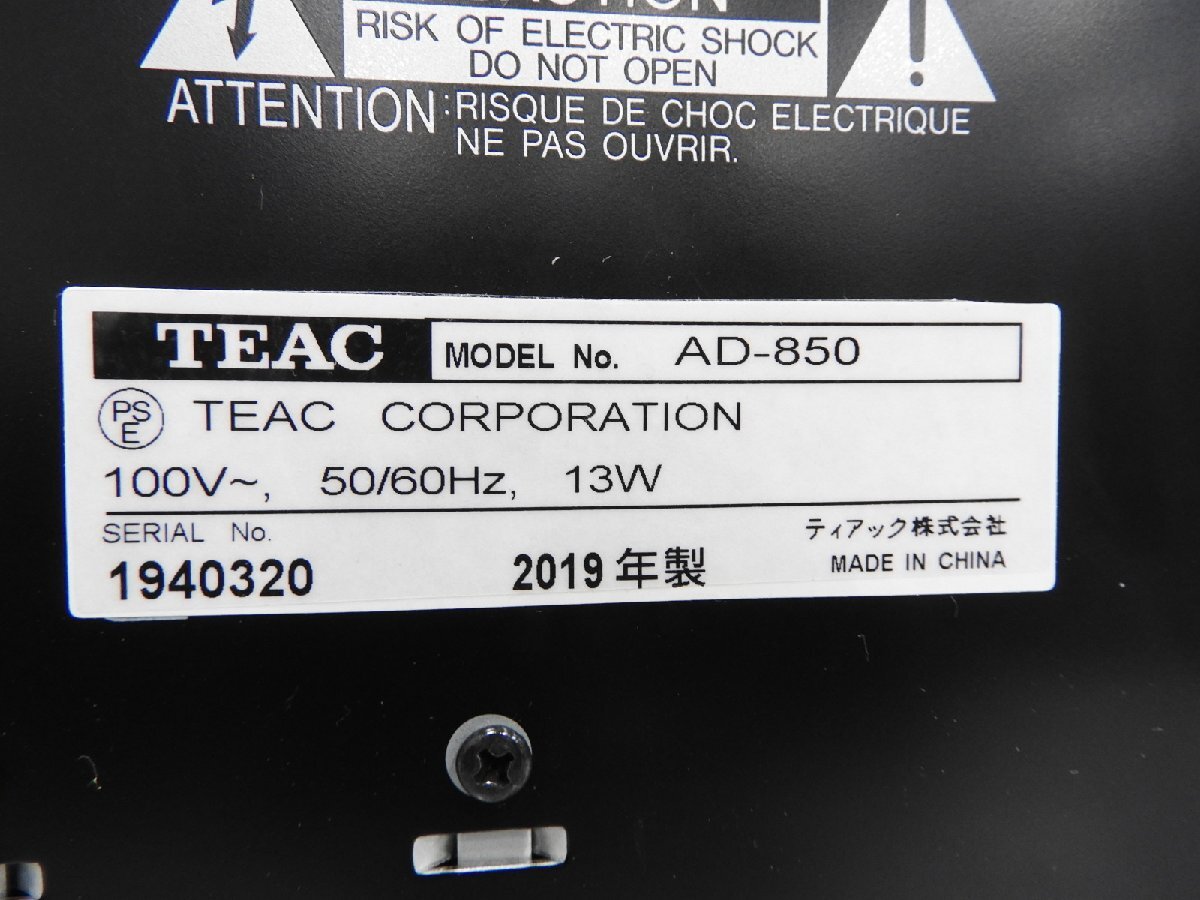 CAUTION
RISK OF ELECTRIC SHOCK
DO NOT OPEN
ATTENTION:RISQUE DE CHOC ELECTRIQUE
NE PAS OUVRIR.
TEAC MODEL No. AD-850
PSE TEAC CORPORATION
100V~, 50/60Hz, 13W
SERIAL No. ティアック株式会社
1940320 2019年製 MADE IN CHINA